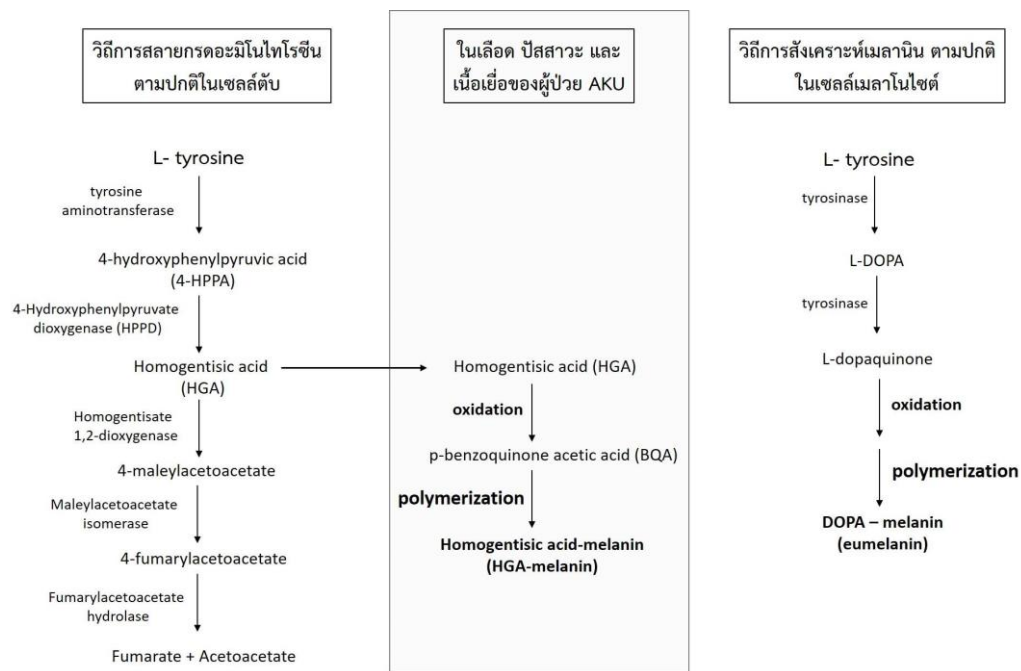 วิถีการสลายกรดอะมิโนไทโรซีน
ตามปกติในเซลล์ตับ
L- tyrosine
tyrosine
aminotransferase
4-hydroxyphenylpyruvic acid
(4-HPPA)
4-Hydroxyphenylpyruvate
dioxygenase (HPPD)
Homogentisic acid
(HGA)
Homogentisate
1,2-dioxygenase
4-maleylacetoacetate
Maleylacetoacetate
isomerase
4-fumarylacetoacetate
Fumarylacetoacetate
hydrolase
Fumarate + Acetoacetate
ในเลือด ปัสสาวะ และ
เนื้อเยื่อของผู้ป่วย AKU
Homogentisic acid (HGA)
oxidation
p-benzoquinone acetic acid (BQA)
polymerization
Homogentisic acid-melanin
(HGA-melanin)
วิถีการสังเคราะห์เมลานิน ตามปกติ
ในเซลล์เมลาโนไซต์
L- tyrosine
tyrosinase
L-DOPA
tyrosinase
L-dopaquinone
oxidation
polymerization
DOPA – melanin
(eumelanin)